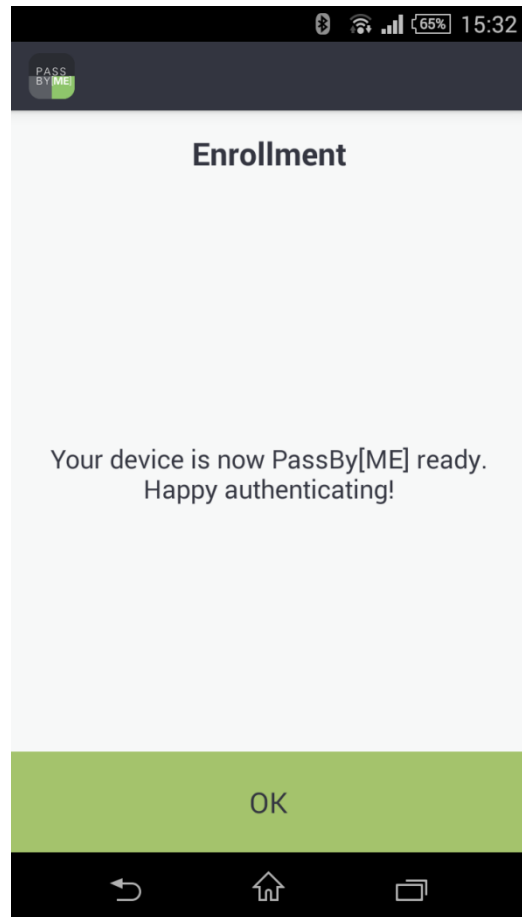 65% 15:32
PASS
BY ME
Enrollment
Your device is now PassBy[ME] ready.
Happy authenticating!
OK